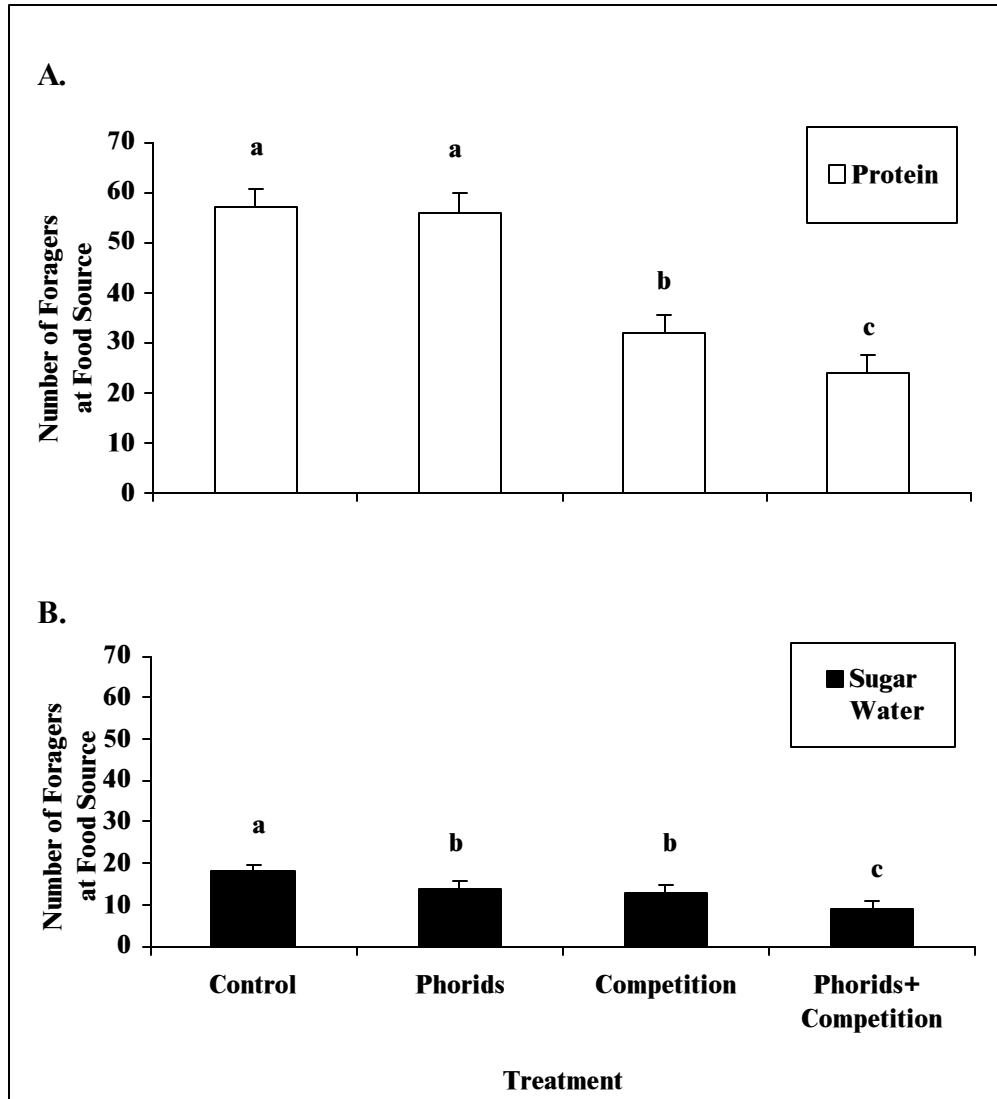 A.
Number of Foragers
at Food Source
70
60
50
40
30
20
10
0
a
a
b
c
Protein
B.
Number of Foragers
at Food Source
70
60
50
40
30
20
10
0
a
b
b
c
Sugar
Water
Control
Phorids
Competition
Phorids+
Competition
Treatment